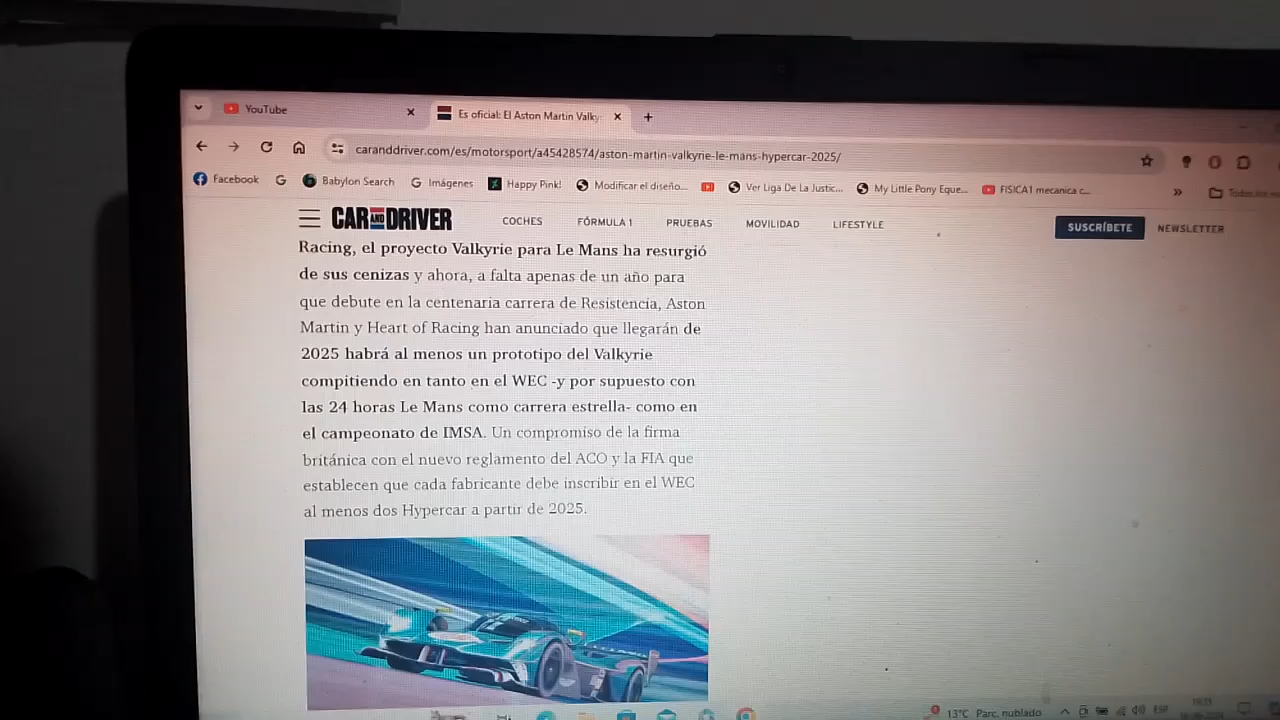 YouTube
Es oficial: El Aston Martin Valky
caranddriver.com/es/motorsport/a45428574/aston-martin-valkyrie-le-mans-hypercar-2025/
Facebook
Babylon Search
Imágenes
Happy Pink!
Modificar el diseño...
Ver Liga De La Justic...
My Little Pony Eque...
FISICA1 mecanica c...
CAR AND DRIVER
COCHES
FÓRMULA 1
PRUEBAS
MOVILIDAD
LIFESTYLE
SUSCRÍBETE
NEWSLETTER
Racing, el proyecto Valkyrie para Le Mans ha resurgió
de sus cenizas y ahora, a falta apenas de un año para
que debute en la centenaria carrera de Resistencia, Aston
Martin y Heart of Racing han anunciado que llegarán de
2025 habrá al menos un prototipo del Valkyrie
compitiendo en tanto en el WEC -y por supuesto con
las 24 horas Le Mans como carrera estrella- como en
el campeonato de IMSA. Un compromiso de la firma
británica con el nuevo reglamento del ACO y la FIA que
establecen que cada fabricante debe inscribir en el WEC
al menos dos Hypercar a partir de 2025.
13°C Parc. nublado
ESP